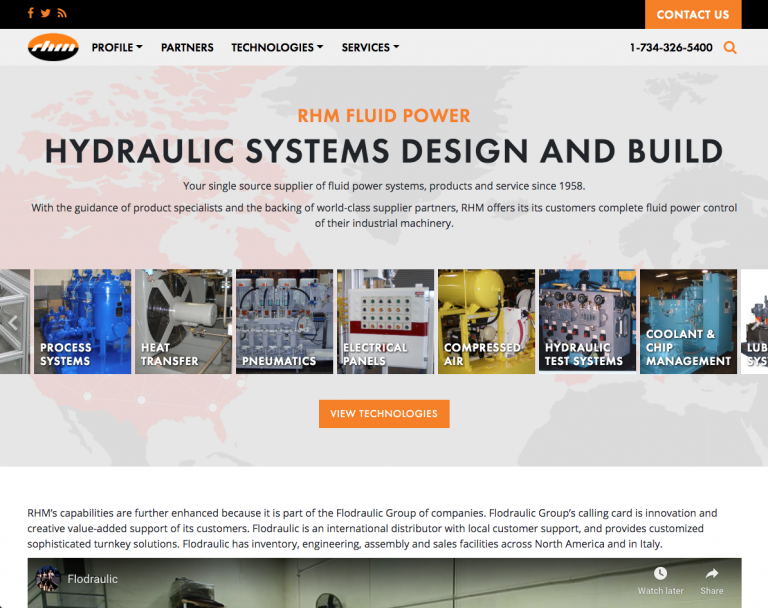 CONTACT US
rhm
PROFILE
PARTNERS
TECHNOLOGIES
SERVICES
1-734-326-5400
RHM FLUID POWER
HYDRAULIC SYSTEMS DESIGN AND BUILD
Your single source supplier of fluid power systems, products and service since 1958.
With the guidance of product specialists and the backing of world-class supplier partners, RHM offers its its customers complete fluid power control
of their industrial machinery.
PROCESS
SYSTEMS
HEAT
TRANSFER
PNEUMATICS
ELECTRICAL
PANELS
COMPRESSED
AIR
HYDRAULIC
TEST SYSTEMS
COOLANT &
CHIP
MANAGEMENT
LUB
SYS
VIEW TECHNOLOGIES
RHM's capabilities are further enhanced because it is part of the Flodraulic Group of companies. Flodraulic Group's calling card is innovation and
creative value-added support of its customers. Flodraulic is an international distributor with local customer support, and provides customized
sophisticated turnkey solutions. Flodraulic has inventory, engineering, assembly and sales facilities across North America and in Italy.
Flodraulic
Watch later
Share